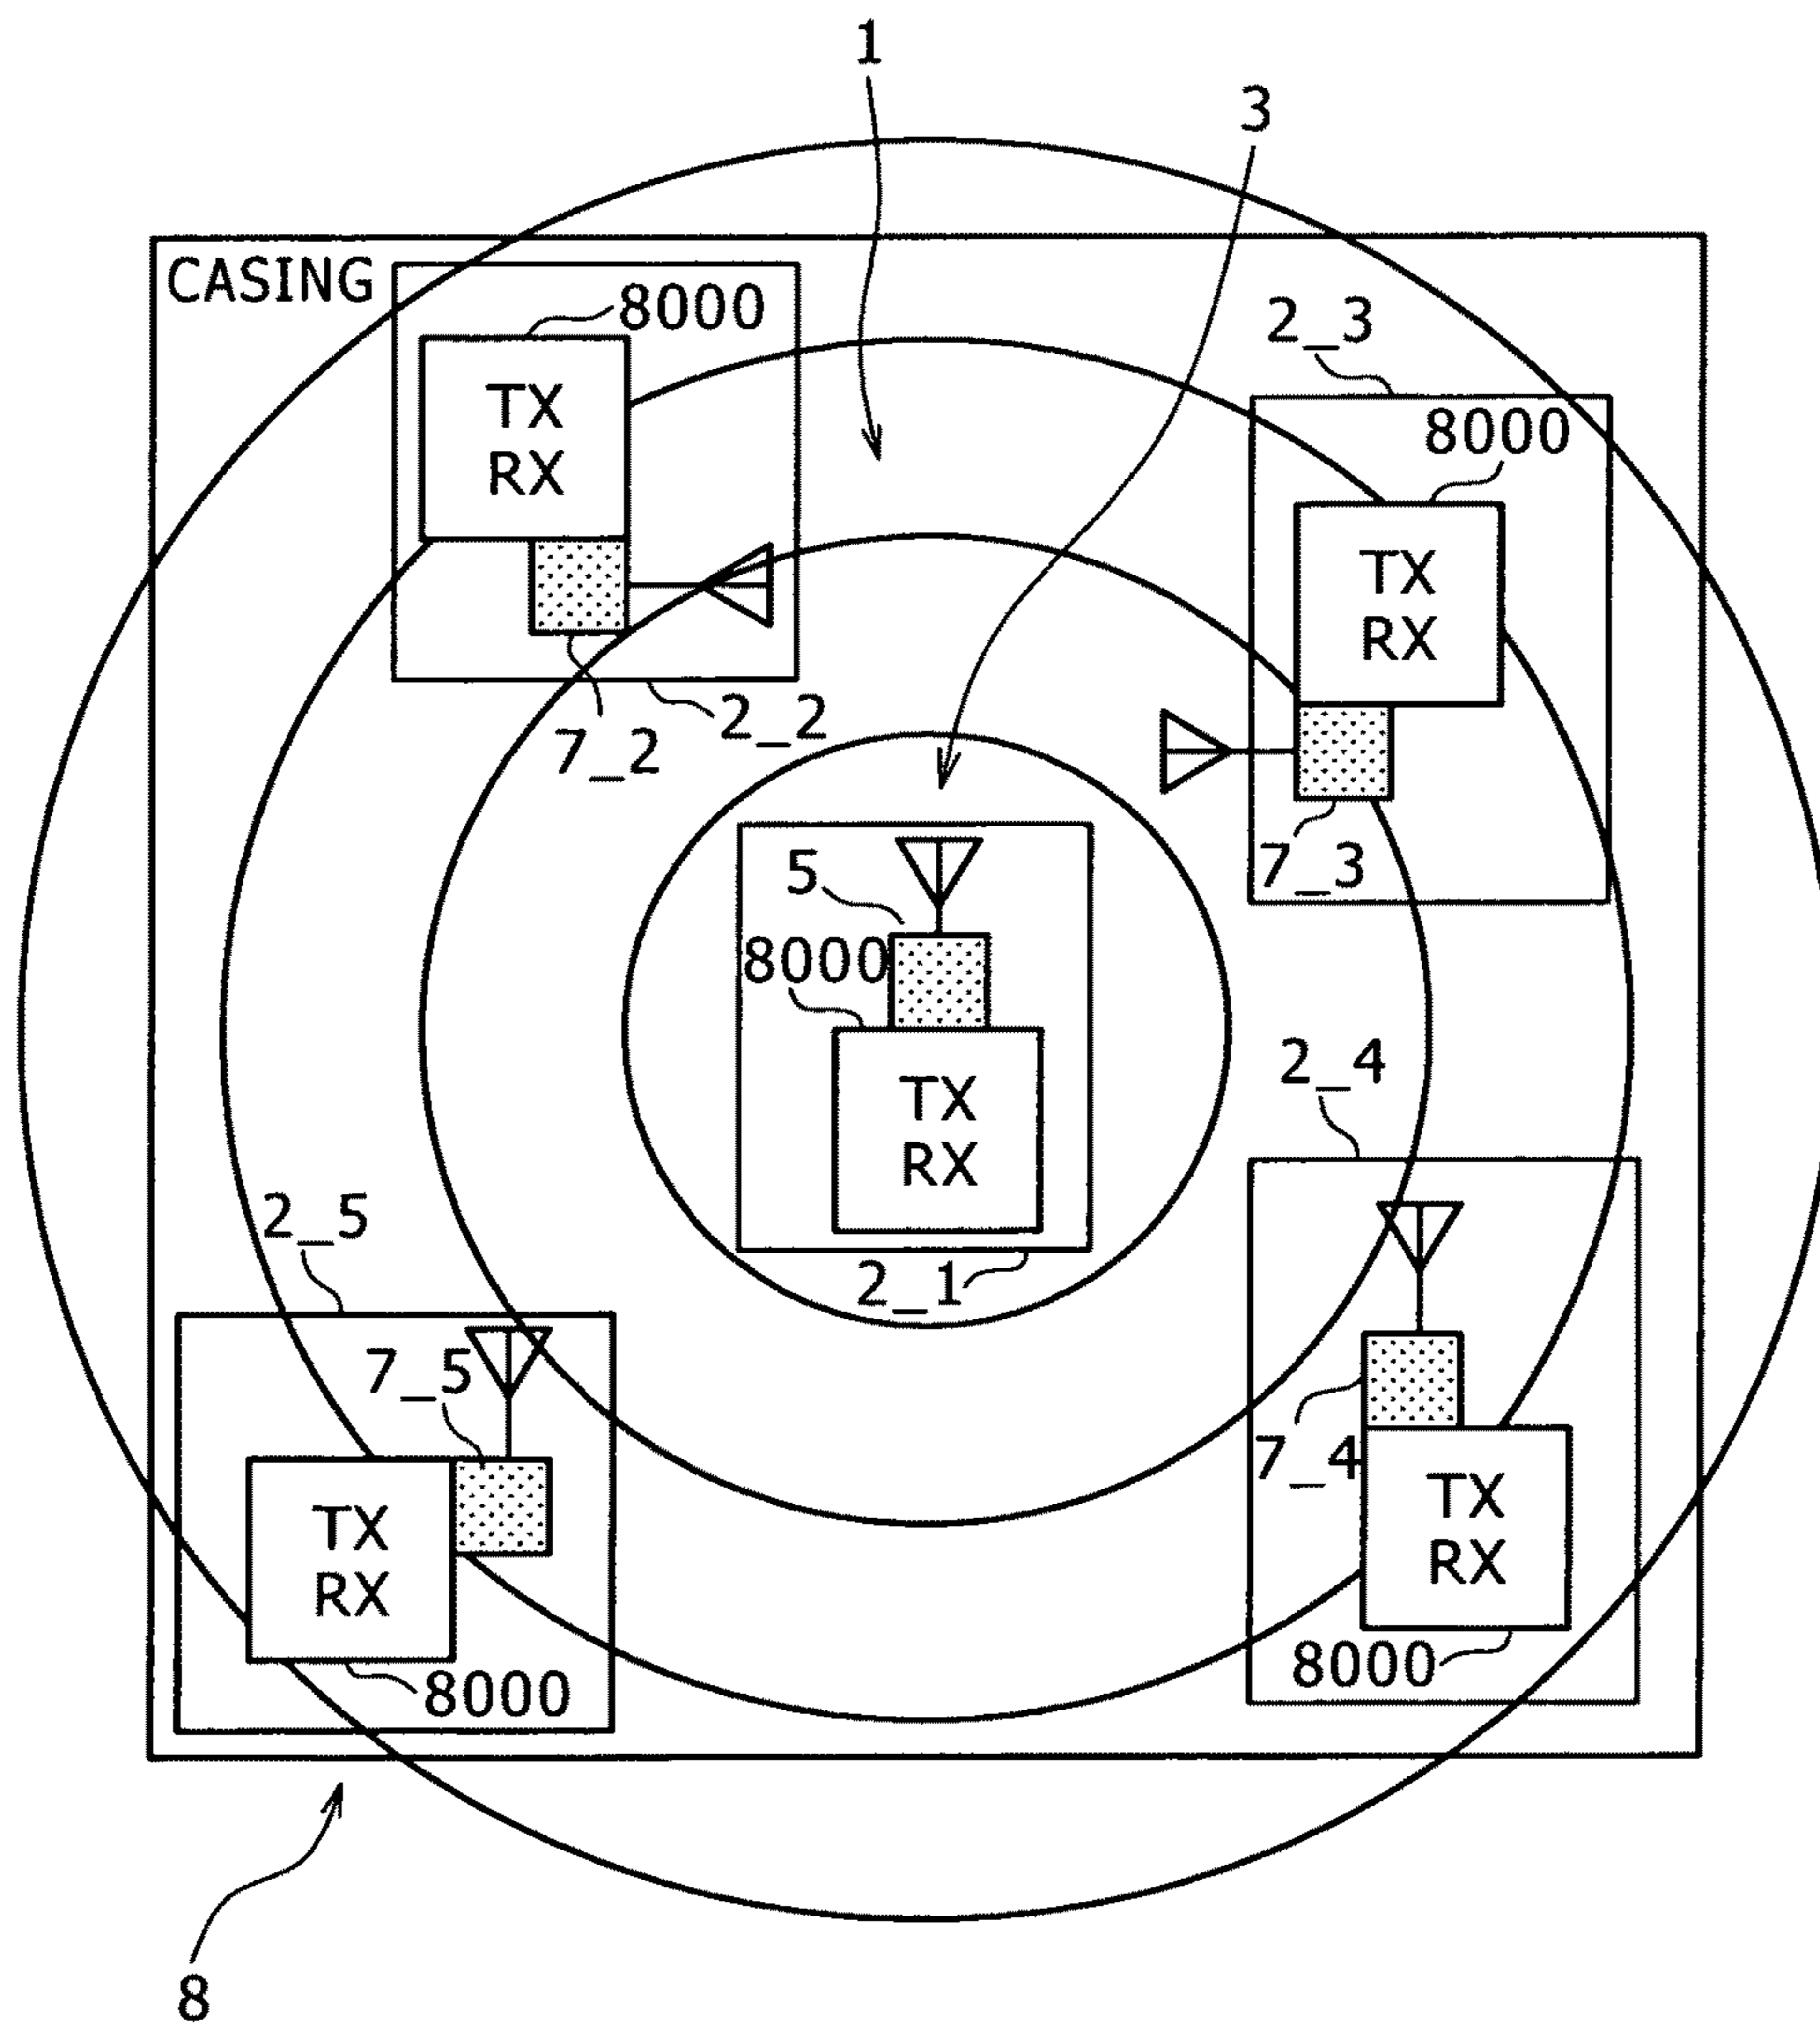 1
3
CASING
8000
2_3
TX
RX
8000
TX
RX
7_2
2_2
7_3
5
8000
TX
RX
2_1
2_4
2_5
7_5
7_4
TX
RX
TX
RX
8000
8000
8